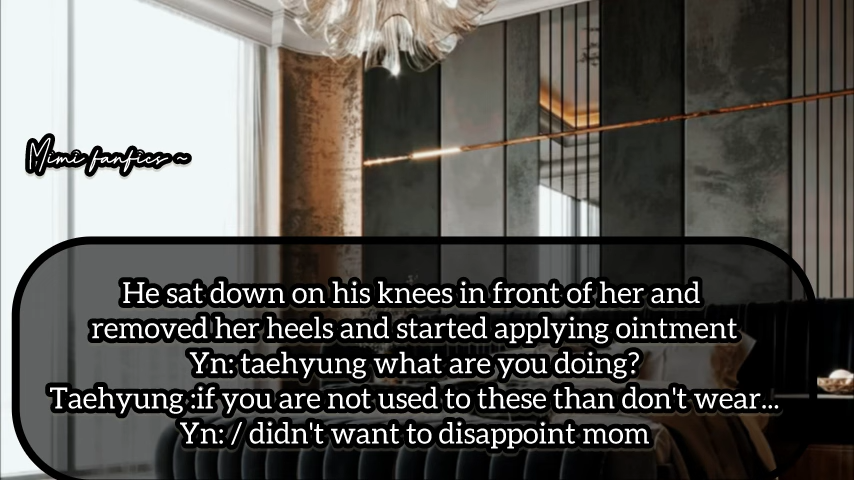 Mimi fanfics ~
He sat down on his knees in front of her and
removed her heels and started applying ointment
Yn: taehyung what are you doing?
Taehyung :if you are not used to these than don't wear...
Yn: / didn't want to disappoint mom